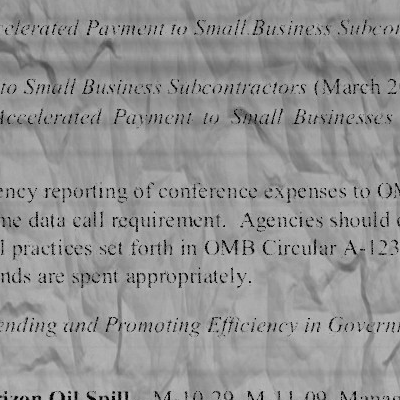 celerated Payment to Small Business Subcon
to Small Business Subcontractors (March 2
Accelerated Payment to Small Businesses
ency reporting of conference expenses to OM
me data call requirement. Agencies should
l practices set forth in OMB Circular A-123
nds are spent appropriately.
ending and Promoting Efficiency in Govern
rizon Oil Spill M-10-29, M-11-09, Manag